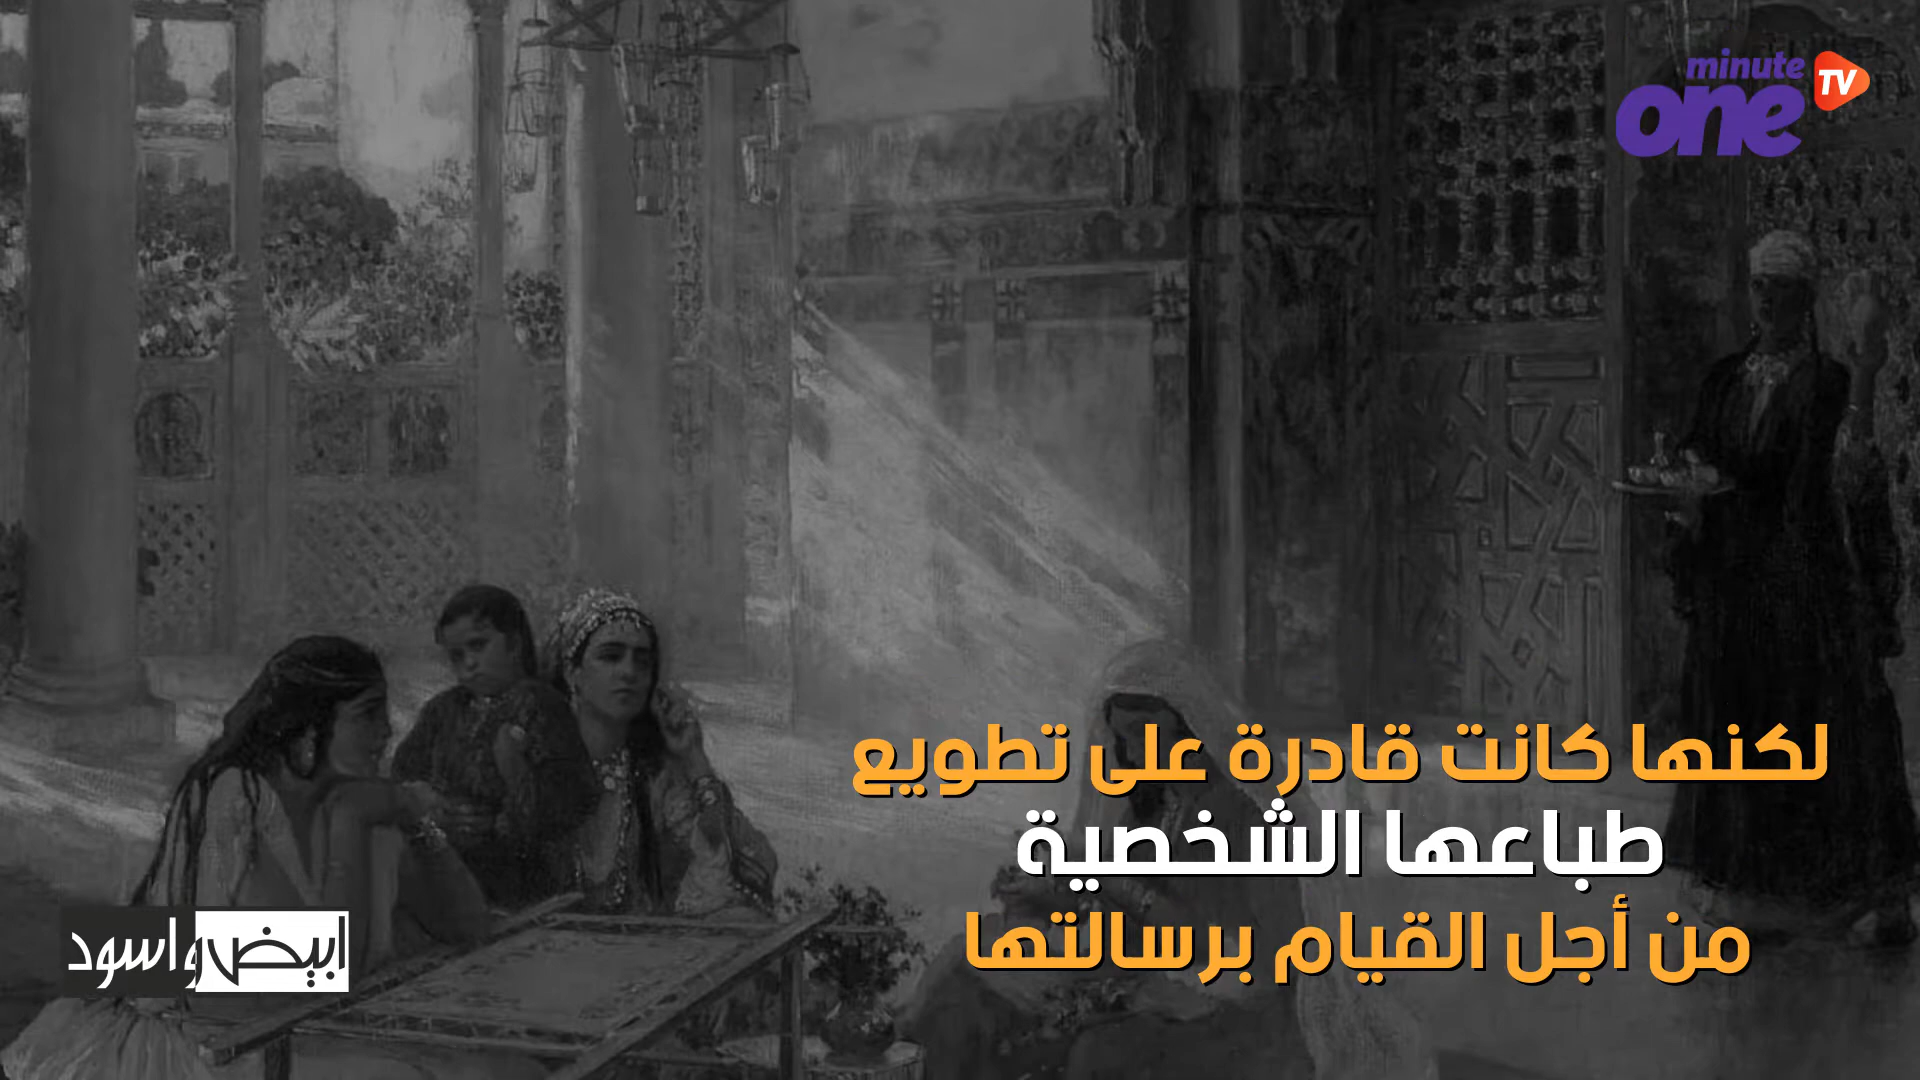 minute
one TV
لكنها كانت قادرة على تطويع
طباعها الشخصية
من أجل القيام برسالتها
ابيض واسود